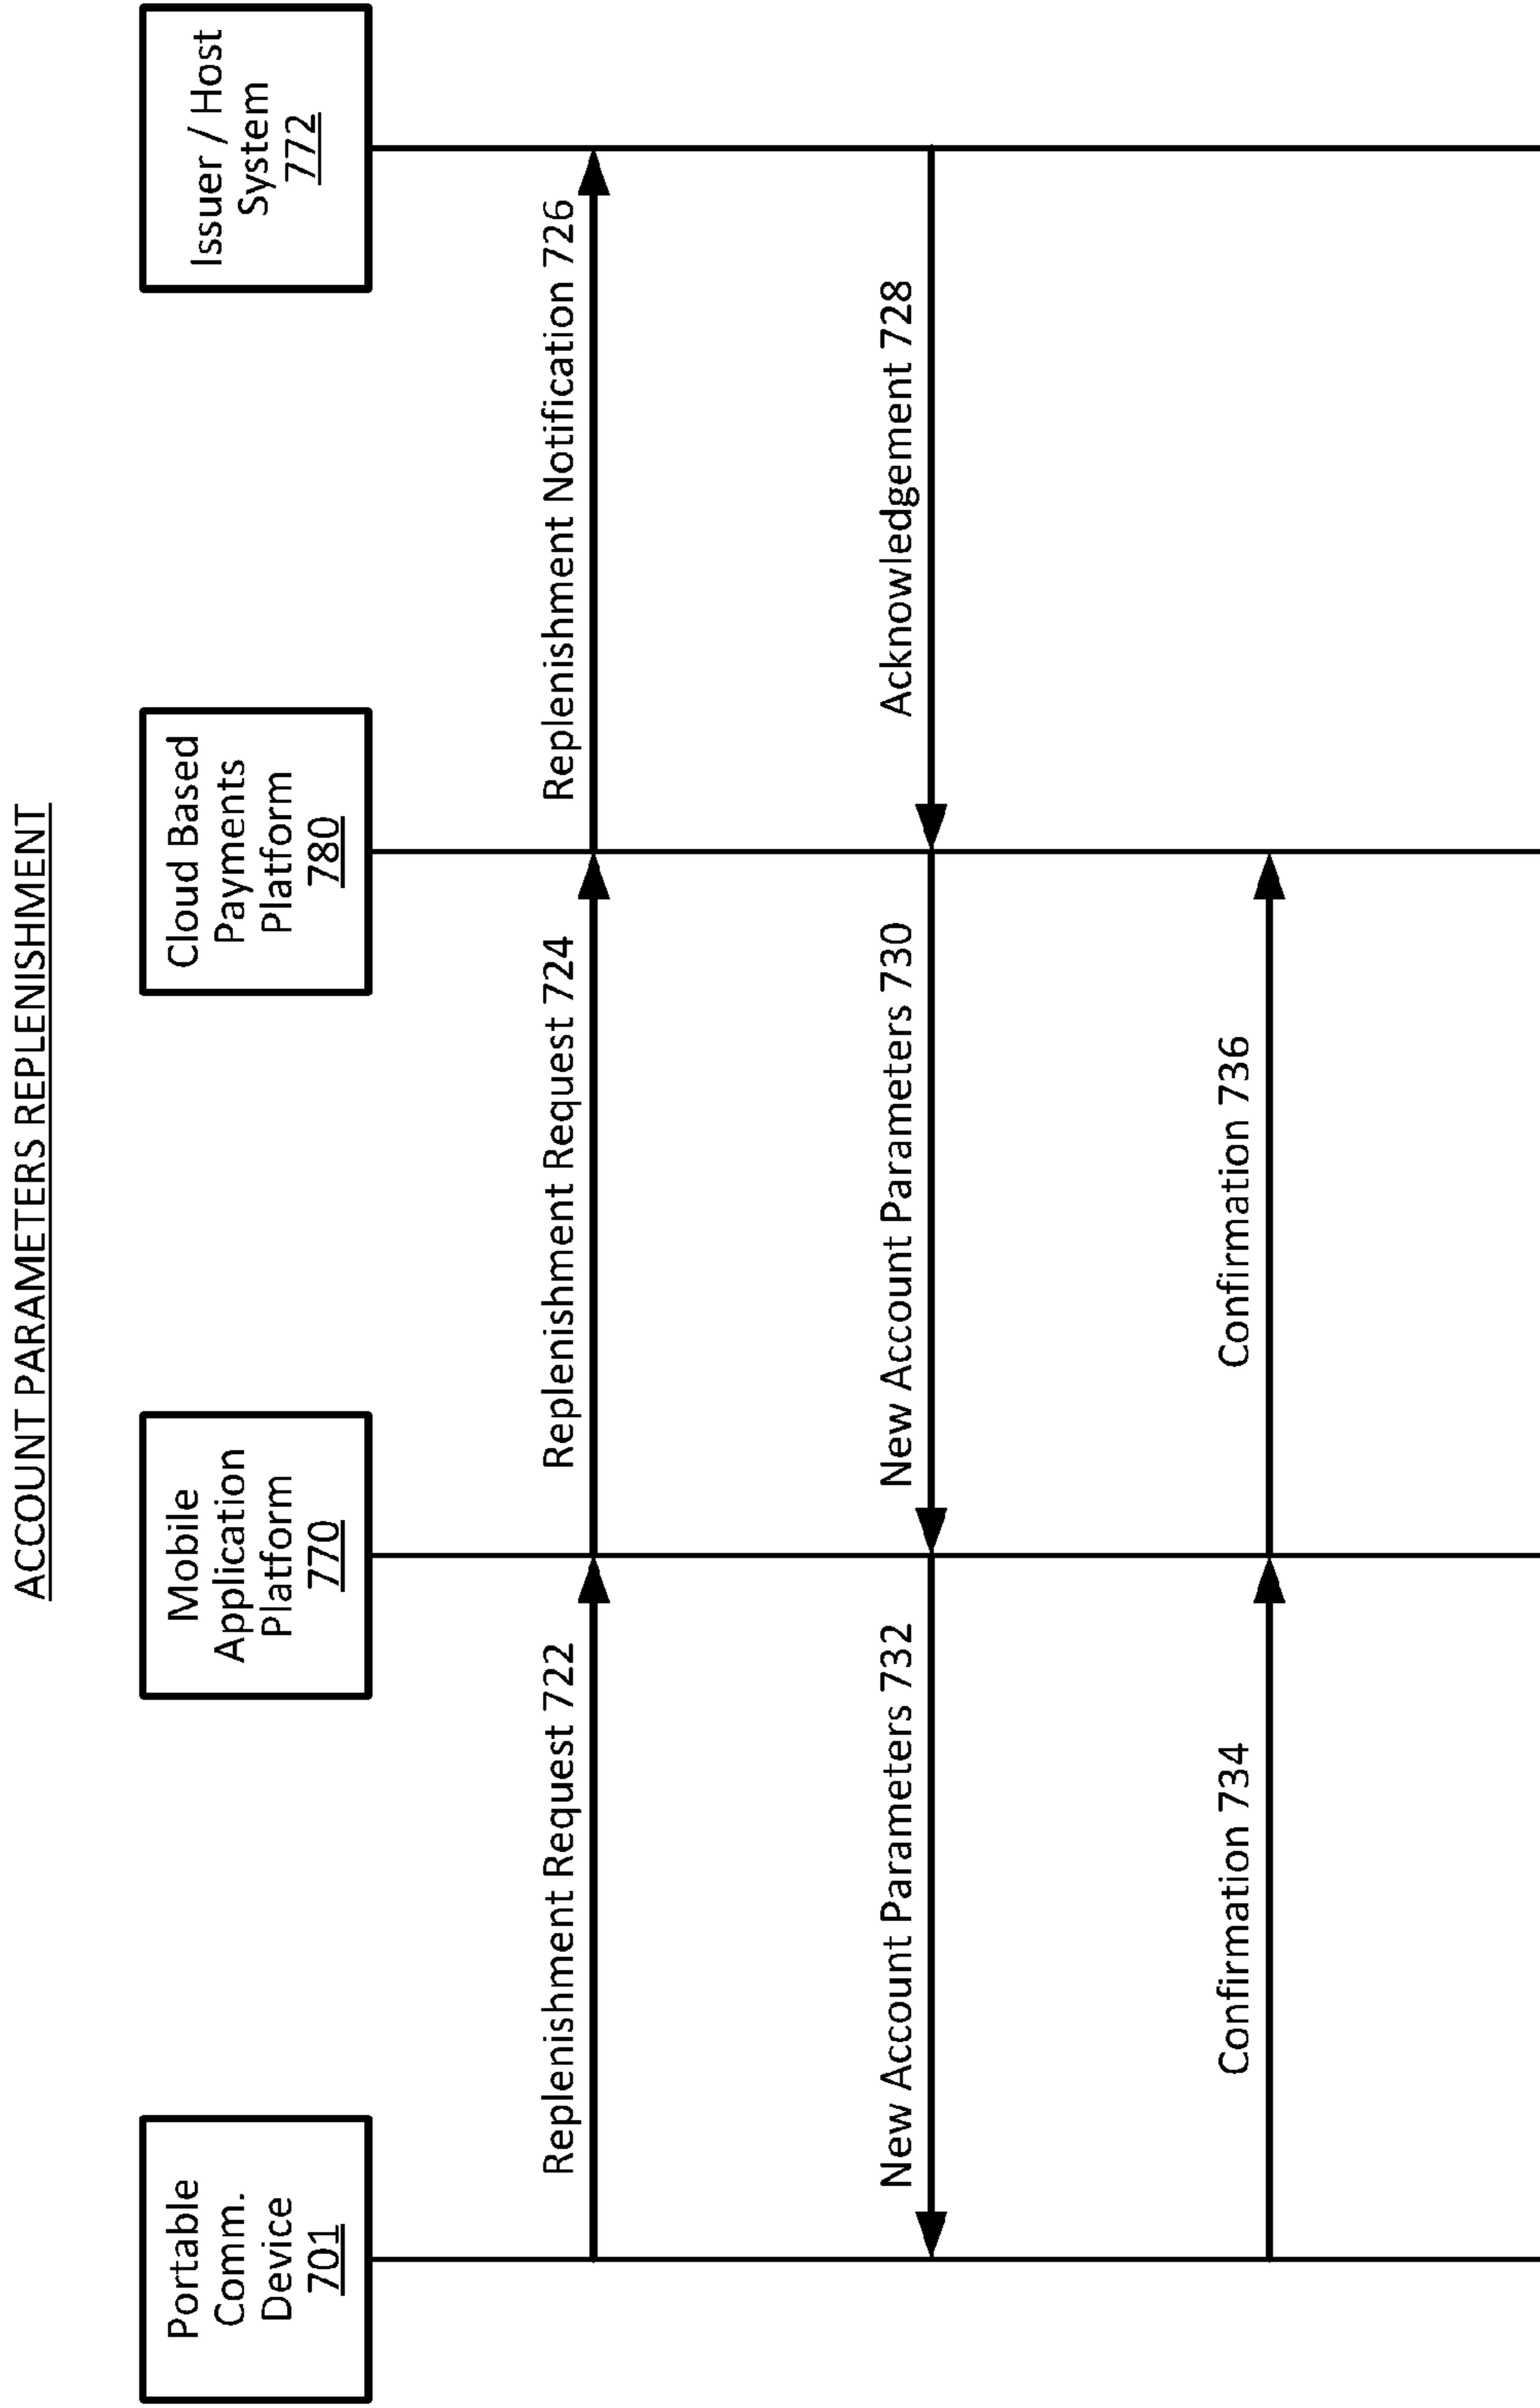 ACCOUNT PARAMETERS REPLENISHMENT
Portable
Comm.
Device
701
Mobile
Application
Platform
770
Cloud Based
Payments
Platform
780
Issuer / Host
System
772
Replenishment Request 722
Replenishment Request 724
Replenishment Notification 726
New Account Parameters 732
New Account Parameters 730
Acknowledgement 728
Confirmation 734
Confirmation 736